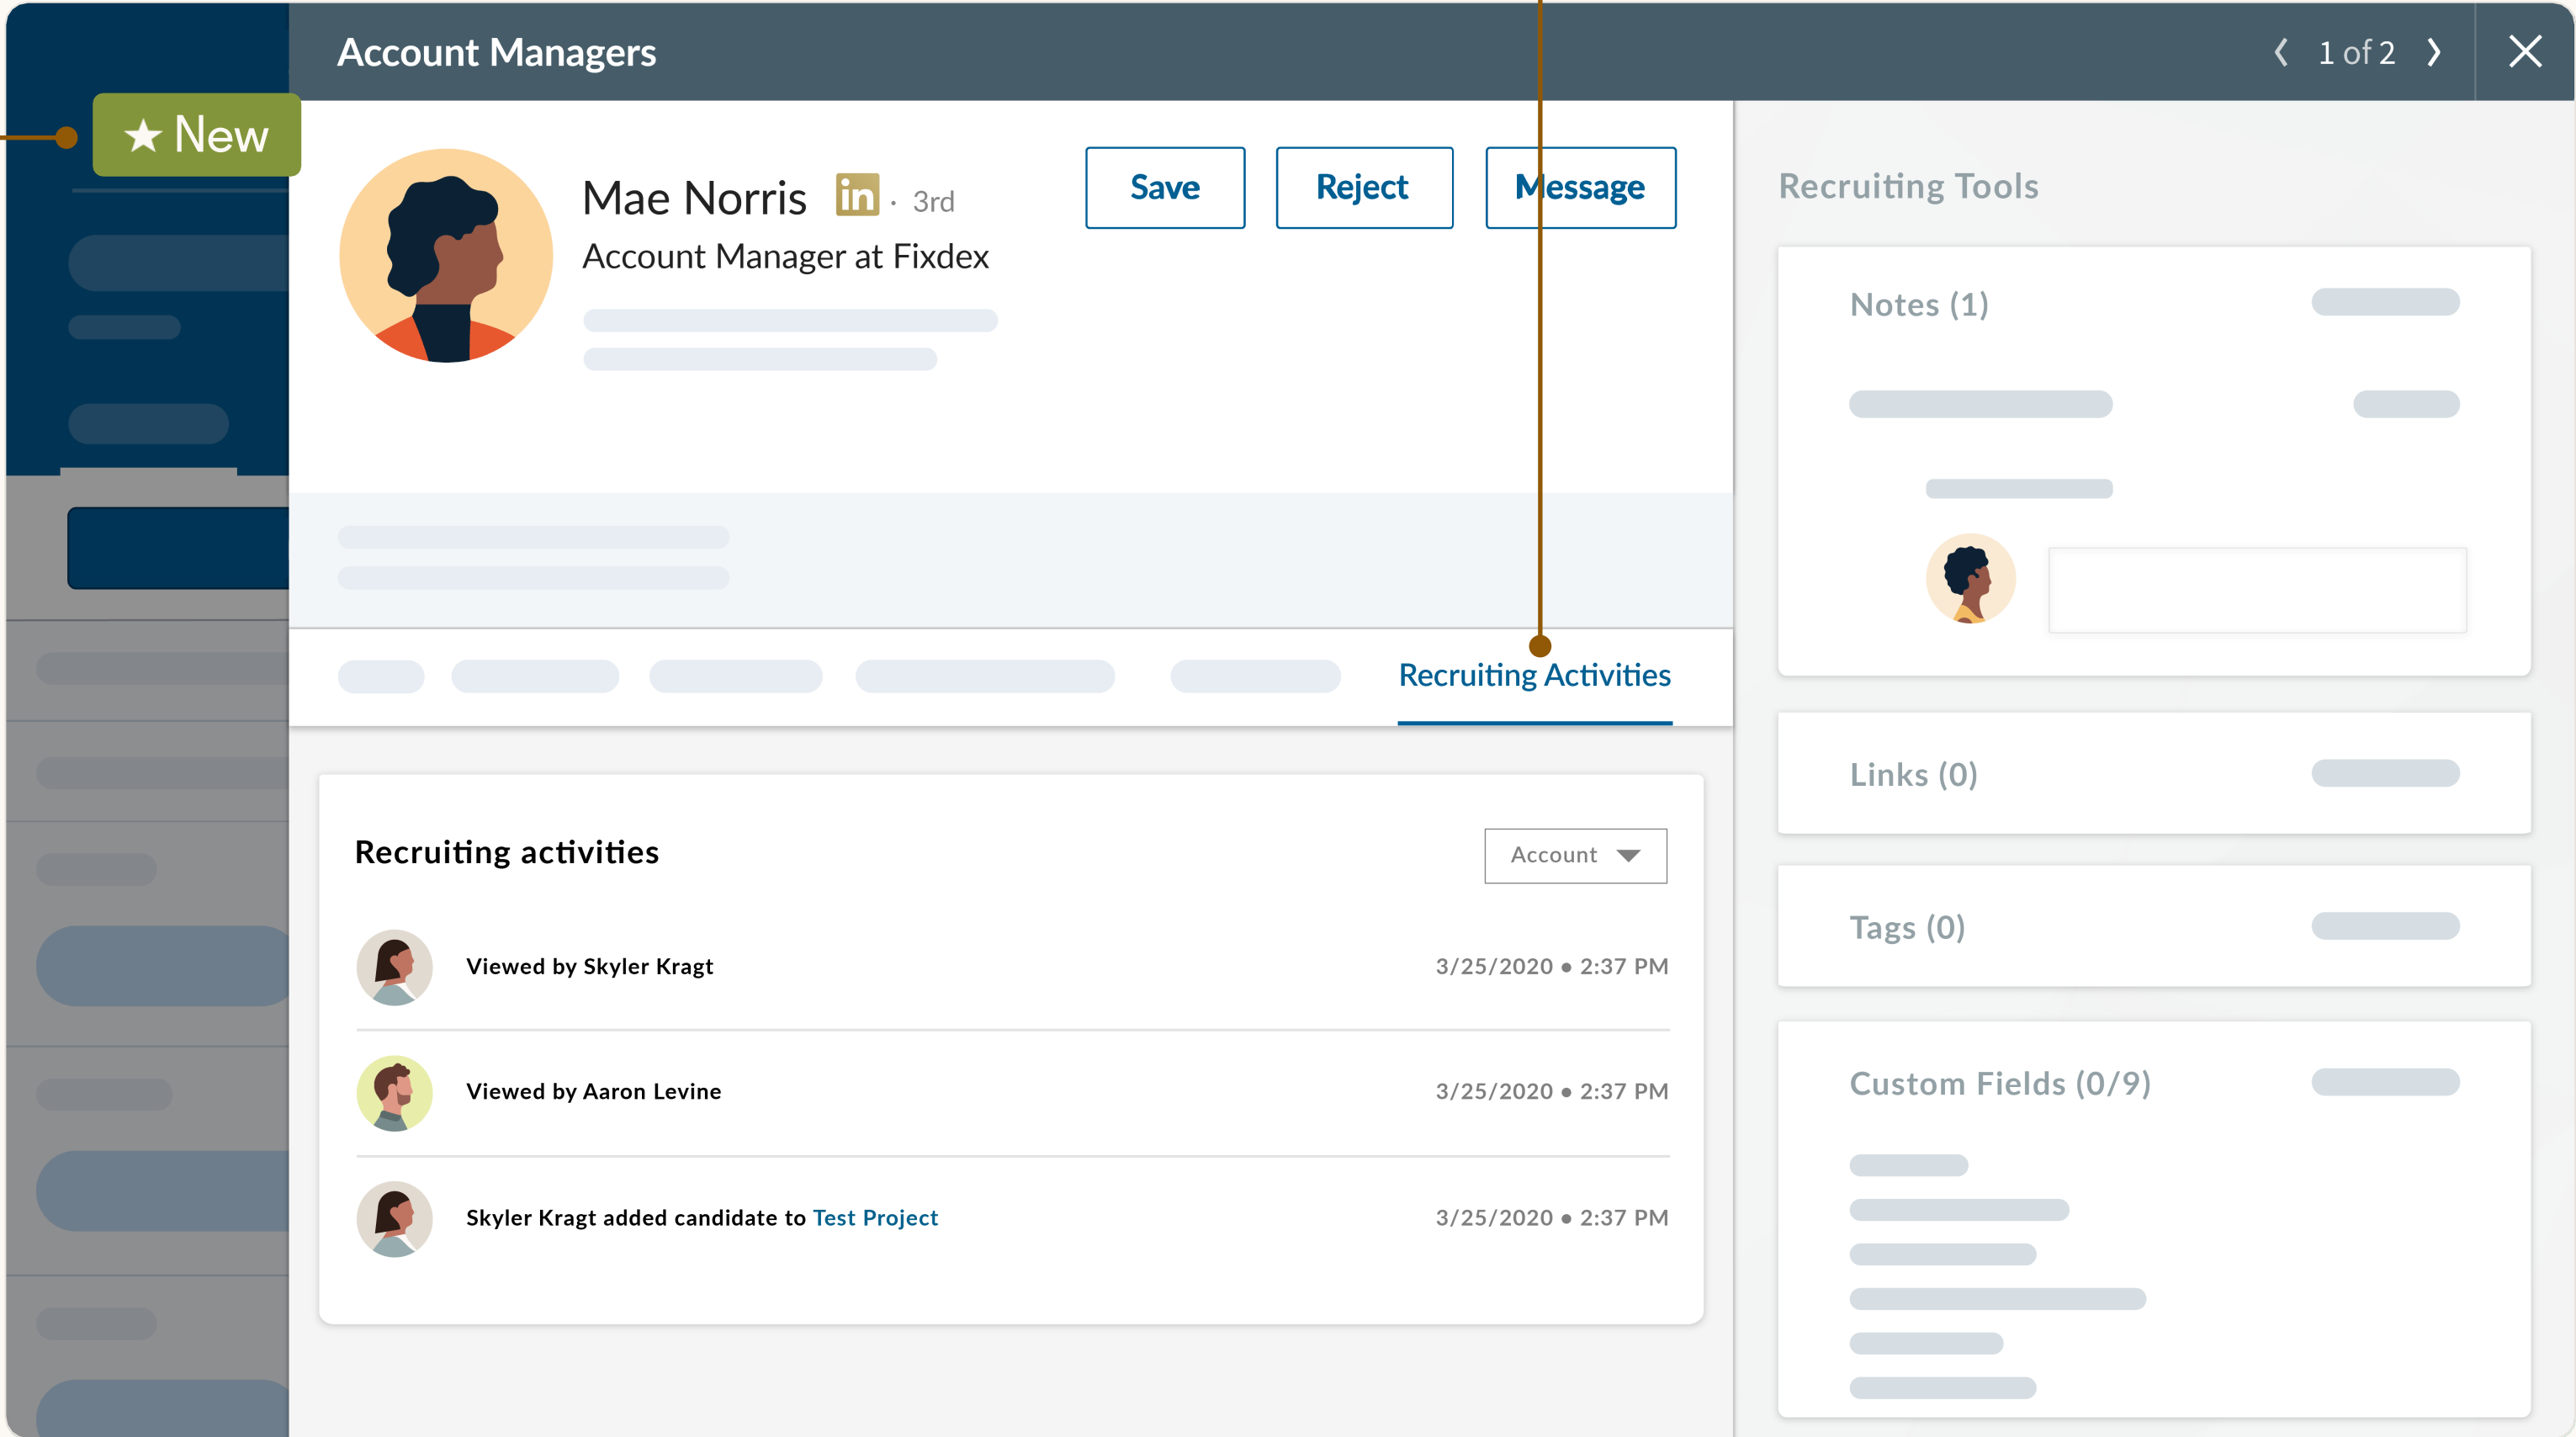 Account Managers
1 of 2
★ New
Mae Norris in · 3rd
Account Manager at Fixdex
Save
Reject
Message
Recruiting Activities
Recruiting activities
Account
Viewed by Skyler Kragt
3/25/2020 • 2:37 PM
Viewed by Aaron Levine
3/25/2020 • 2:37 PM
Skyler Kragt added candidate to Test Project
3/25/2020 • 2:37 PM
Recruiting Tools
Notes (1)
Links (0)
Tags (0)
Custom Fields (0/9)